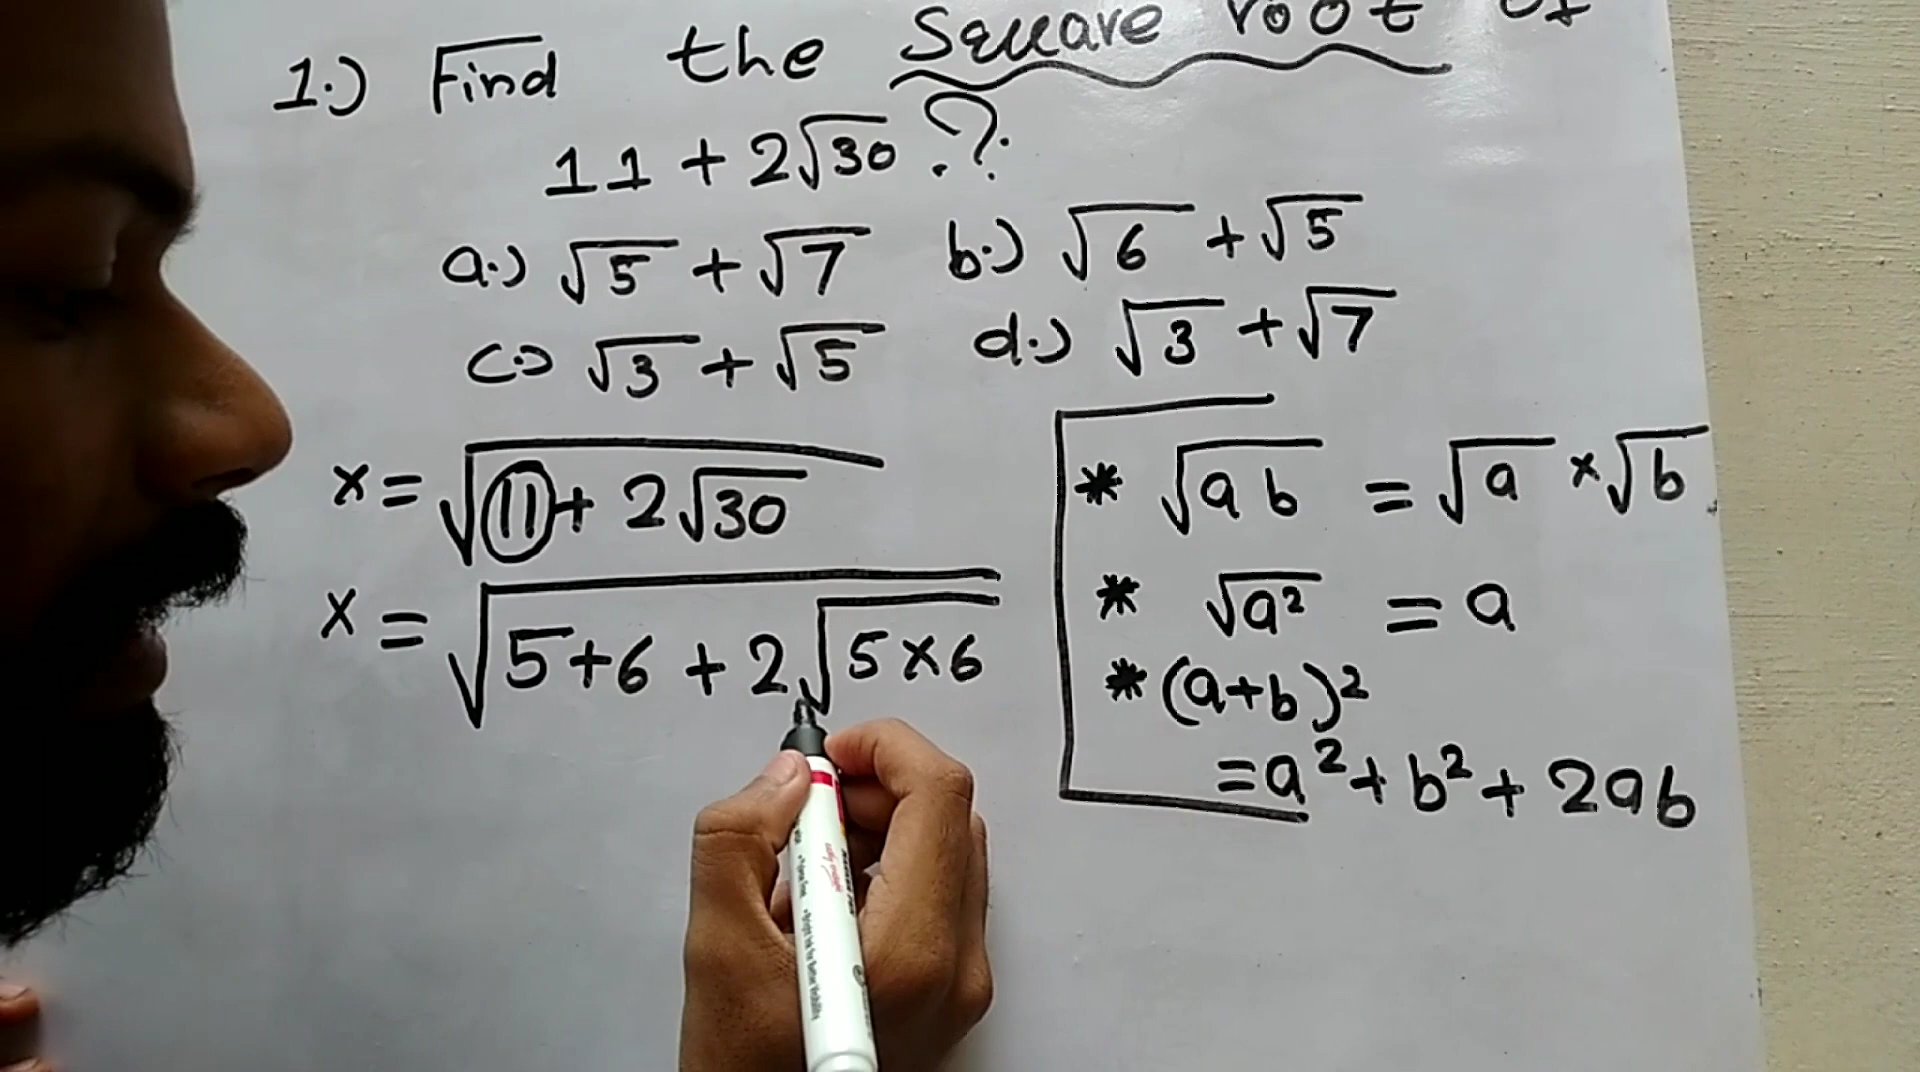 1.) Find the Square root of
11 + 2√30 ?
a.) √5 + √7 b.) √6 + √5
c.) √3 + √5 d.) √3 + √7
x = √(11 + 2√30)
x = √(5+6 + 2√(5×6))
* √(ab) = √a × √b
* √(a²) = a
* (a+b)²
= a² + b² + 2ab